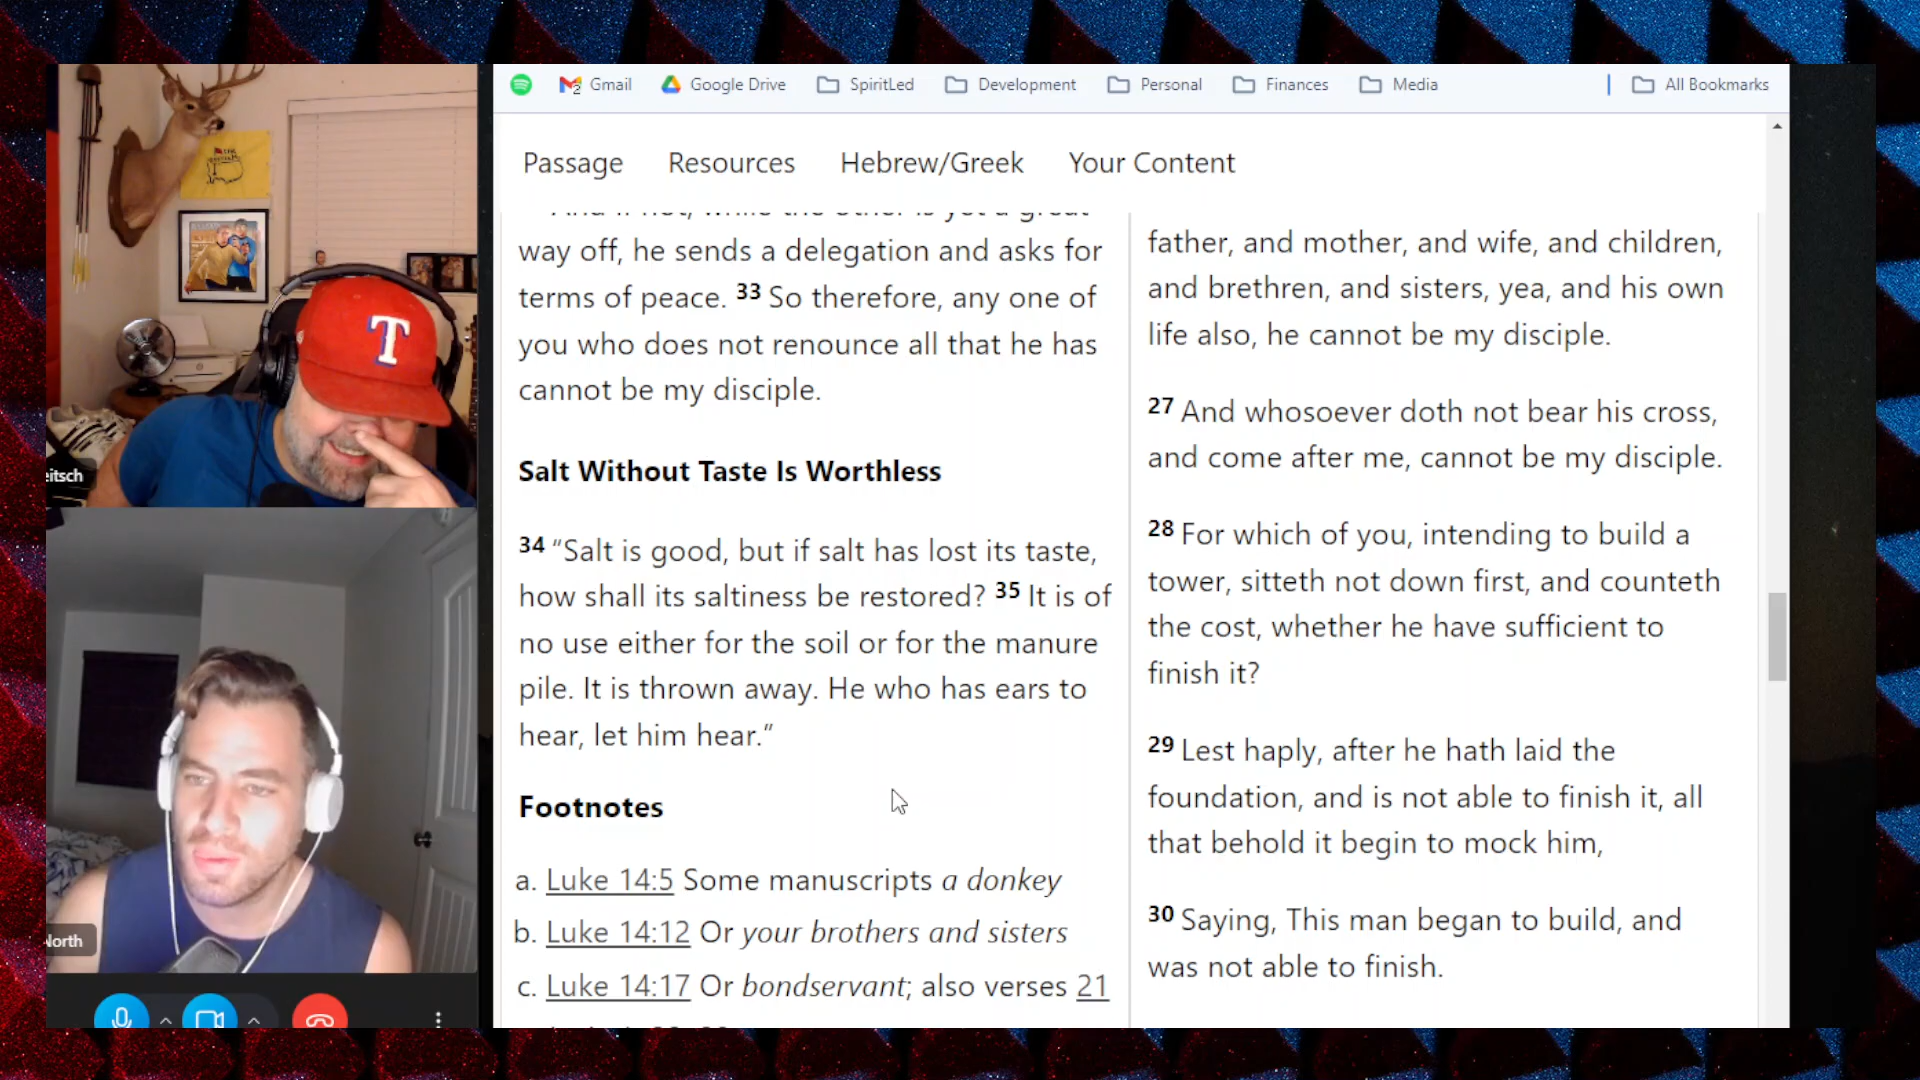 Gmail
Google Drive
SpiritLed
Development
Personal
Finances
Media
All Bookmarks
Passage
Resources
Hebrew/Greek
Your Content
T
eitsch
North
way off, he sends a delegation and asks for
terms of peace. 33 So therefore, any one of
you who does not renounce all that he has
cannot be my disciple.
Salt Without Taste Is Worthless
34 “Salt is good, but if salt has lost its taste,
how shall its saltiness be restored? 35 It is of
no use either for the soil or for the manure
pile. It is thrown away. He who has ears to
hear, let him hear.”
Footnotes
a. Luke 14:5 Some manuscripts a donkey
b. Luke 14:12 Or your brothers and sisters
c. Luke 14:17 Or bondservant; also verses 21
father, and mother, and wife, and children,
and brethren, and sisters, yea, and his own
life also, he cannot be my disciple.
27 And whosoever doth not bear his cross,
and come after me, cannot be my disciple.
28 For which of you, intending to build a
tower, sitteth not down first, and counteth
the cost, whether he have sufficient to
finish it?
29 Lest haply, after he hath laid the
foundation, and is not able to finish it, all
that behold it begin to mock him,
30 Saying, This man began to build, and
was not able to finish.